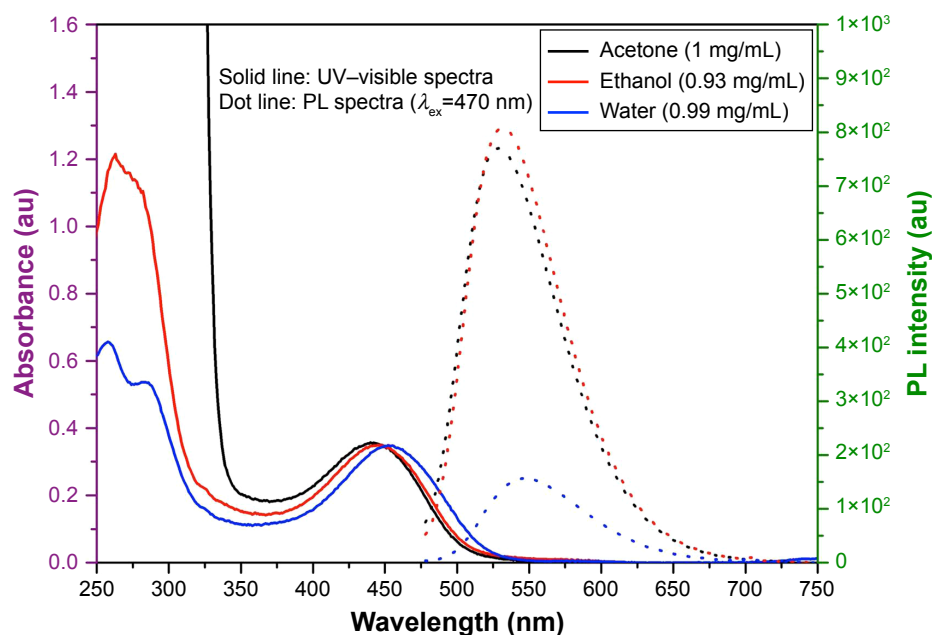 Solid line: UV–visible spectra
Dot line: PL spectra (λex=470 nm)
Acetone (1 mg/mL)
Ethanol (0.93 mg/mL)
Water (0.99 mg/mL)
Absorbance (au)
1.6
1.4
1.2
1.0
0.8
0.6
0.4
0.2
0.0
PL intensity (au)
1×10³
9×10²
8×10²
7×10²
6×10²
5×10²
4×10²
3×10²
2×10²
1×10²
0
250 300 350 400 450 500 550 600 650 700 750
Wavelength (nm)